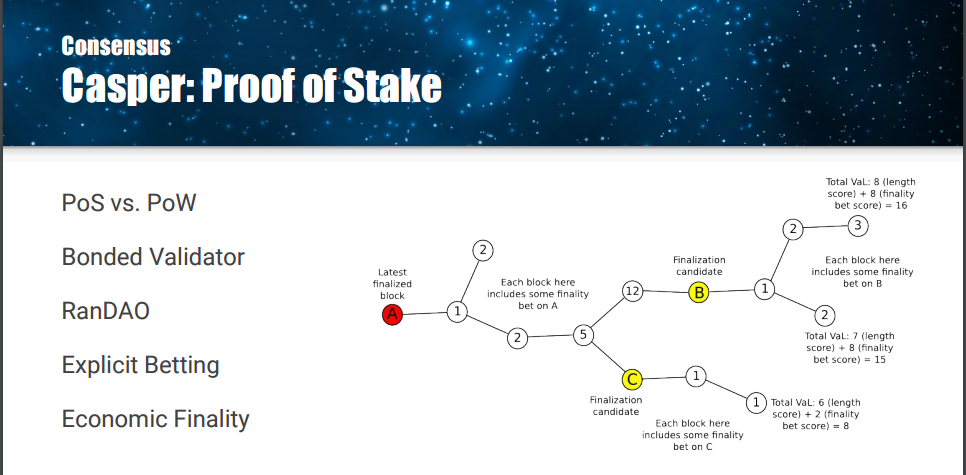 Consensus
Casper: Proof of Stake
PoS vs. PoW
Bonded Validator
RanDAO
Explicit Betting
Economic Finality
Latest
finalized
block
A
1
2
2
Each block here
includes some finality
bet on A
5
12
Finalization
candidate
B
1
2
3
Total VaL: 8 (length
score) + 8 (finality
bet score) = 16
Each block here
includes some finality
bet on B
2
Total VaL: 7 (length
score) + 8 (finality
bet score) = 15
C
Finalization
candidate
1
Each block here
includes some finality
bet on C
1
Total VaL: 6 (length
score) + 2 (finality
bet score) = 8